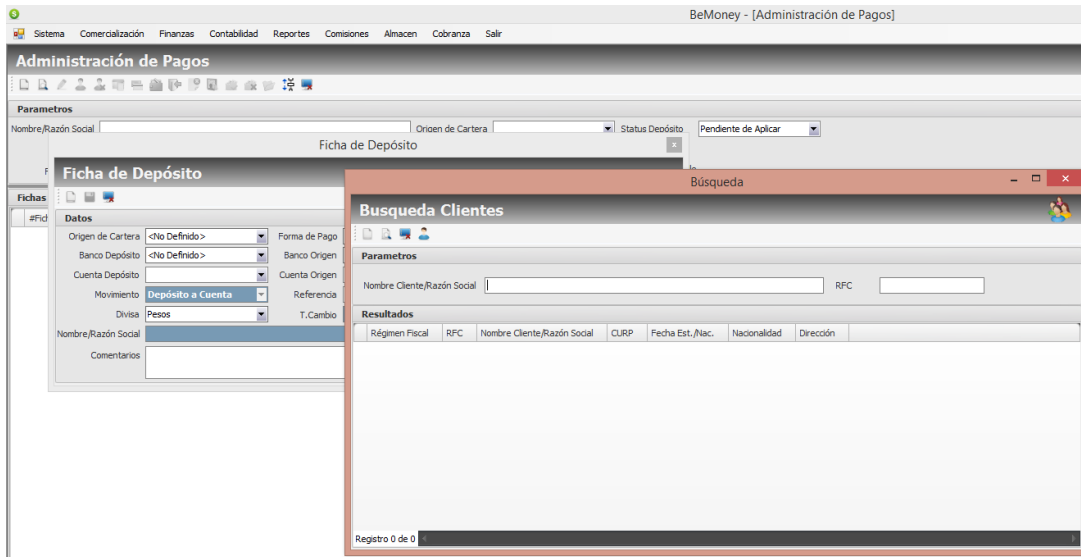 BeMoney - [Administración de Pagos]
Sistema Comercialización Finanzas Contabilidad Reportes Comisiones Almacen Cobranza Salir
Administración de Pagos
Parametros
Nombre/Razón Social Origen de Cartera Status Depósito Pendiente de Aplicar
Ficha de Depósito
Ficha de Depósito
Fichas
#Fich
Datos
Origen de Cartera <No Definido> Forma de Pago
Banco Depósito <No Definido> Banco Origen
Cuenta Depósito Cuenta Origen
Movimiento Depósito a Cuenta Referencia
Divisa Pesos T.Cambio
Nombre/Razón Social
Comentarios
Búsqueda
Busqueda Clientes
Parametros
Nombre Cliente/Razón Social RFC
Resultados
Régimen Fiscal RFC Nombre Cliente/Razón Social CURP Fecha Est./Nac. Nacionalidad Dirección
Registro 0 de 0